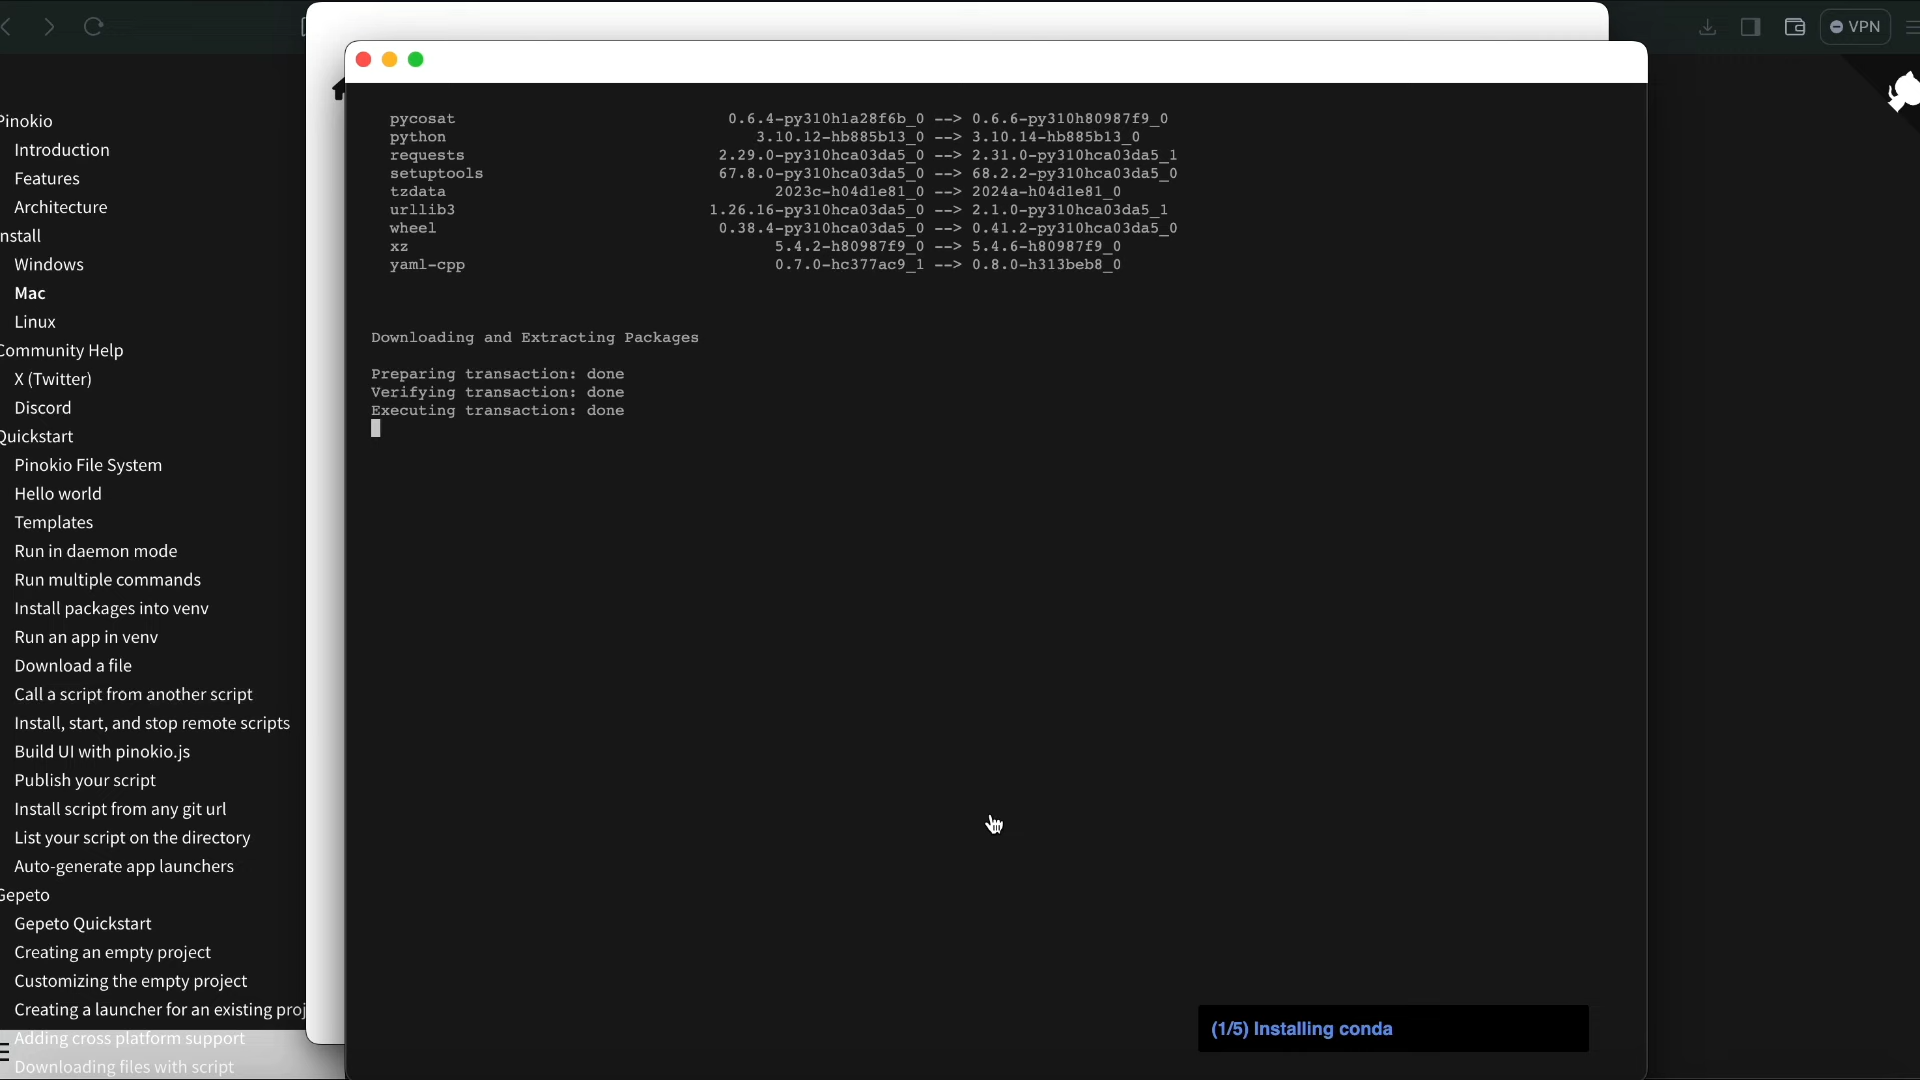 VPN
Pinokio
Introduction
Features
Architecture
nstall
Windows
Mac
Linux
Community Help
X (Twitter)
Discord
Quickstart
Pinokio File System
Hello world
Templates
Run in daemon mode
Run multiple commands
Install packages into venv
Run an app in venv
Download a file
Call a script from another script
Install, start, and stop remote scripts
Build UI with pinokio.js
Publish your script
Install script from any git url
List your script on the directory
Auto-generate app launchers
Gepeto
Gepeto Quickstart
Creating an empty project
Customizing the empty project
Creating a launcher for an existing proj
Adding cross platform support
Downloading files with script
pycosat 0.6.4-py310h1a28f6b_0 --> 0.6.6-py310h80987f9_0
python 3.10.12-hb885b13_0 --> 3.10.14-hb885b13_0
requests 2.29.0-py310hca03da5_0 --> 2.31.0-py310hca03da5_1
setuptools 67.8.0-py310hca03da5_0 --> 68.2.2-py310hca03da5_0
tzdata 2023c-h04d1e81_0 --> 2024a-h04d1e81_0
urllib3 1.26.16-py310hca03da5_0 --> 2.1.0-py310hca03da5_1
wheel 0.38.4-py310hca03da5_0 --> 0.41.2-py310hca03da5_0
xz 5.4.2-h80987f9_0 --> 5.4.6-h80987f9_0
yaml-cpp 0.7.0-hc377ac9_1 --> 0.8.0-h313beb8_0
Downloading and Extracting Packages
Preparing transaction: done
Verifying transaction: done
Executing transaction: done
(1/5) Installing conda